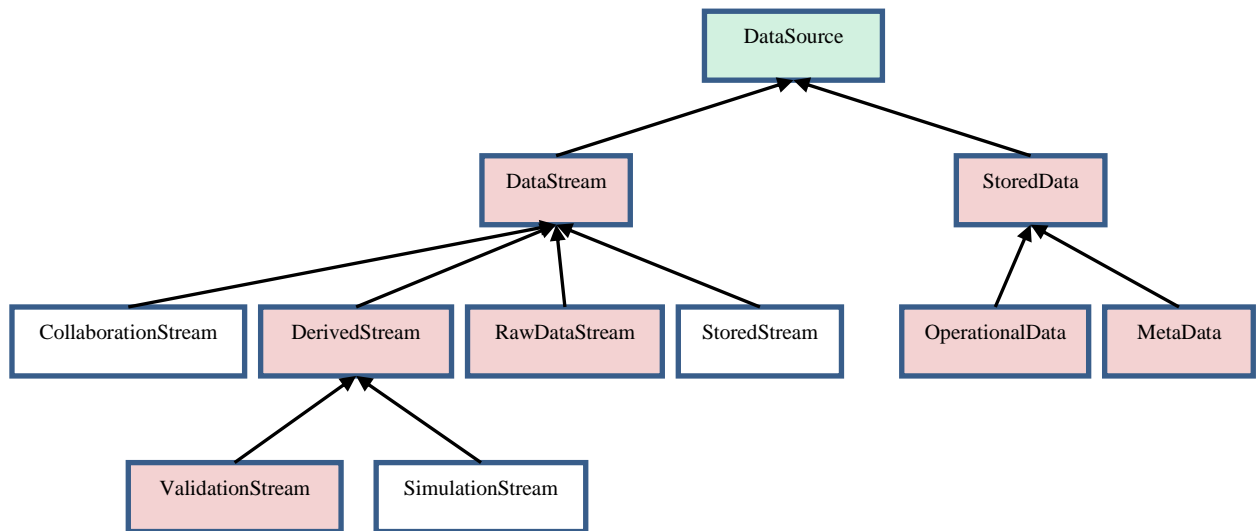 DataSource
DataStream
StoredData
CollaborationStream
DerivedStream
RawDataStream
StoredStream
OperationalData
MetaData
ValidationStream
SimulationStream